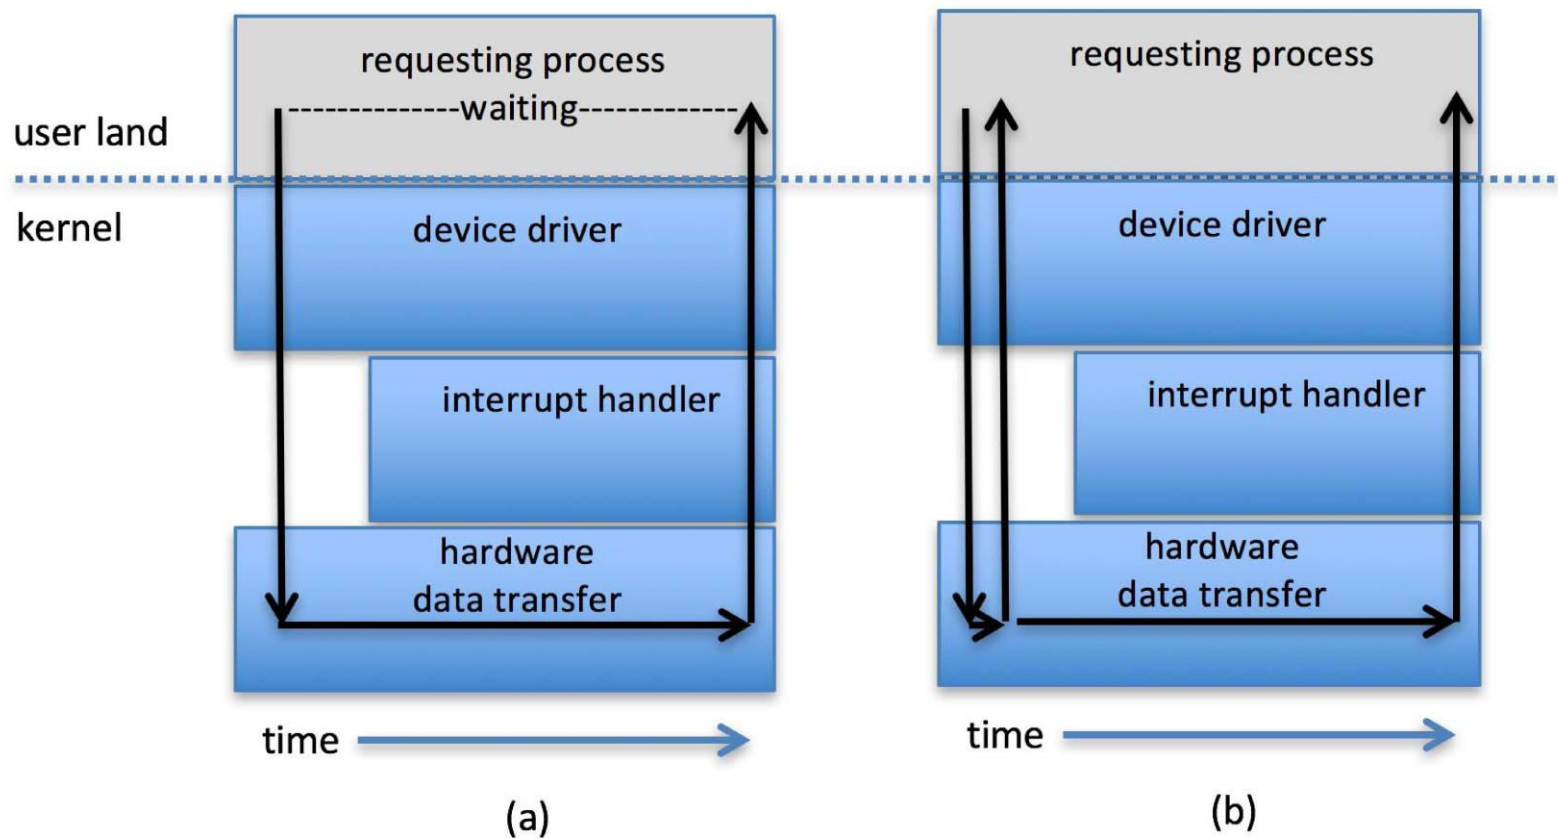 requesting process
--------------waiting-------------
user land
kernel
device driver
interrupt handler
hardware
data transfer
time
(a)
requesting process
device driver
interrupt handler
hardware
data transfer
time
(b)